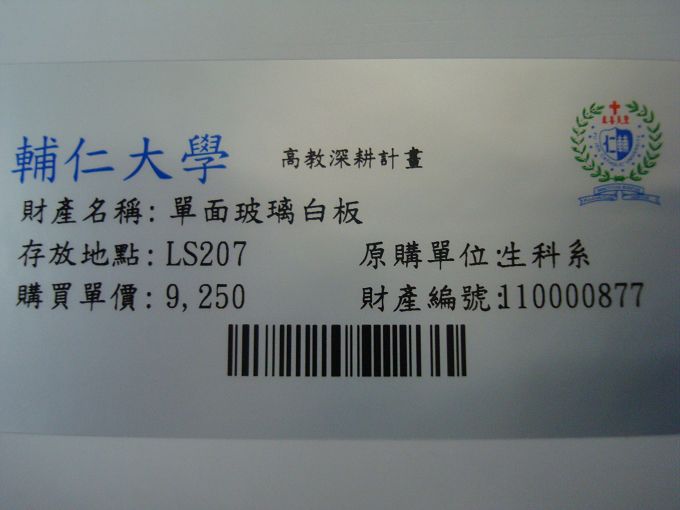 輔仁大學 高教深耕計畫
財產名稱: 單面玻璃白板
存放地點: LS207 原購單位:生科系
購買單價: 9,250 財產編號:110000877